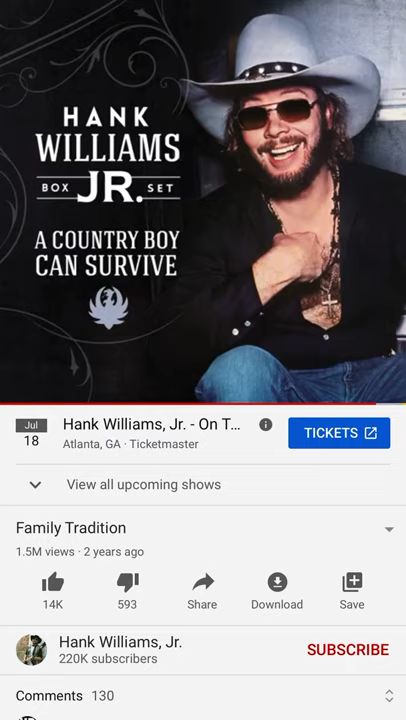 HANK
WILLIAMS
BOX JR. SET
A COUNTRY BOY
CAN SURVIVE
Jul
18
Hank Williams, Jr. - On T...
Atlanta, GA · Ticketmaster
TICKETS
View all upcoming shows
Family Tradition
1.5M views · 2 years ago
14K
593
Share
Download
Save
Hank Williams, Jr.
220K subscribers
SUBSCRIBE
Comments 130